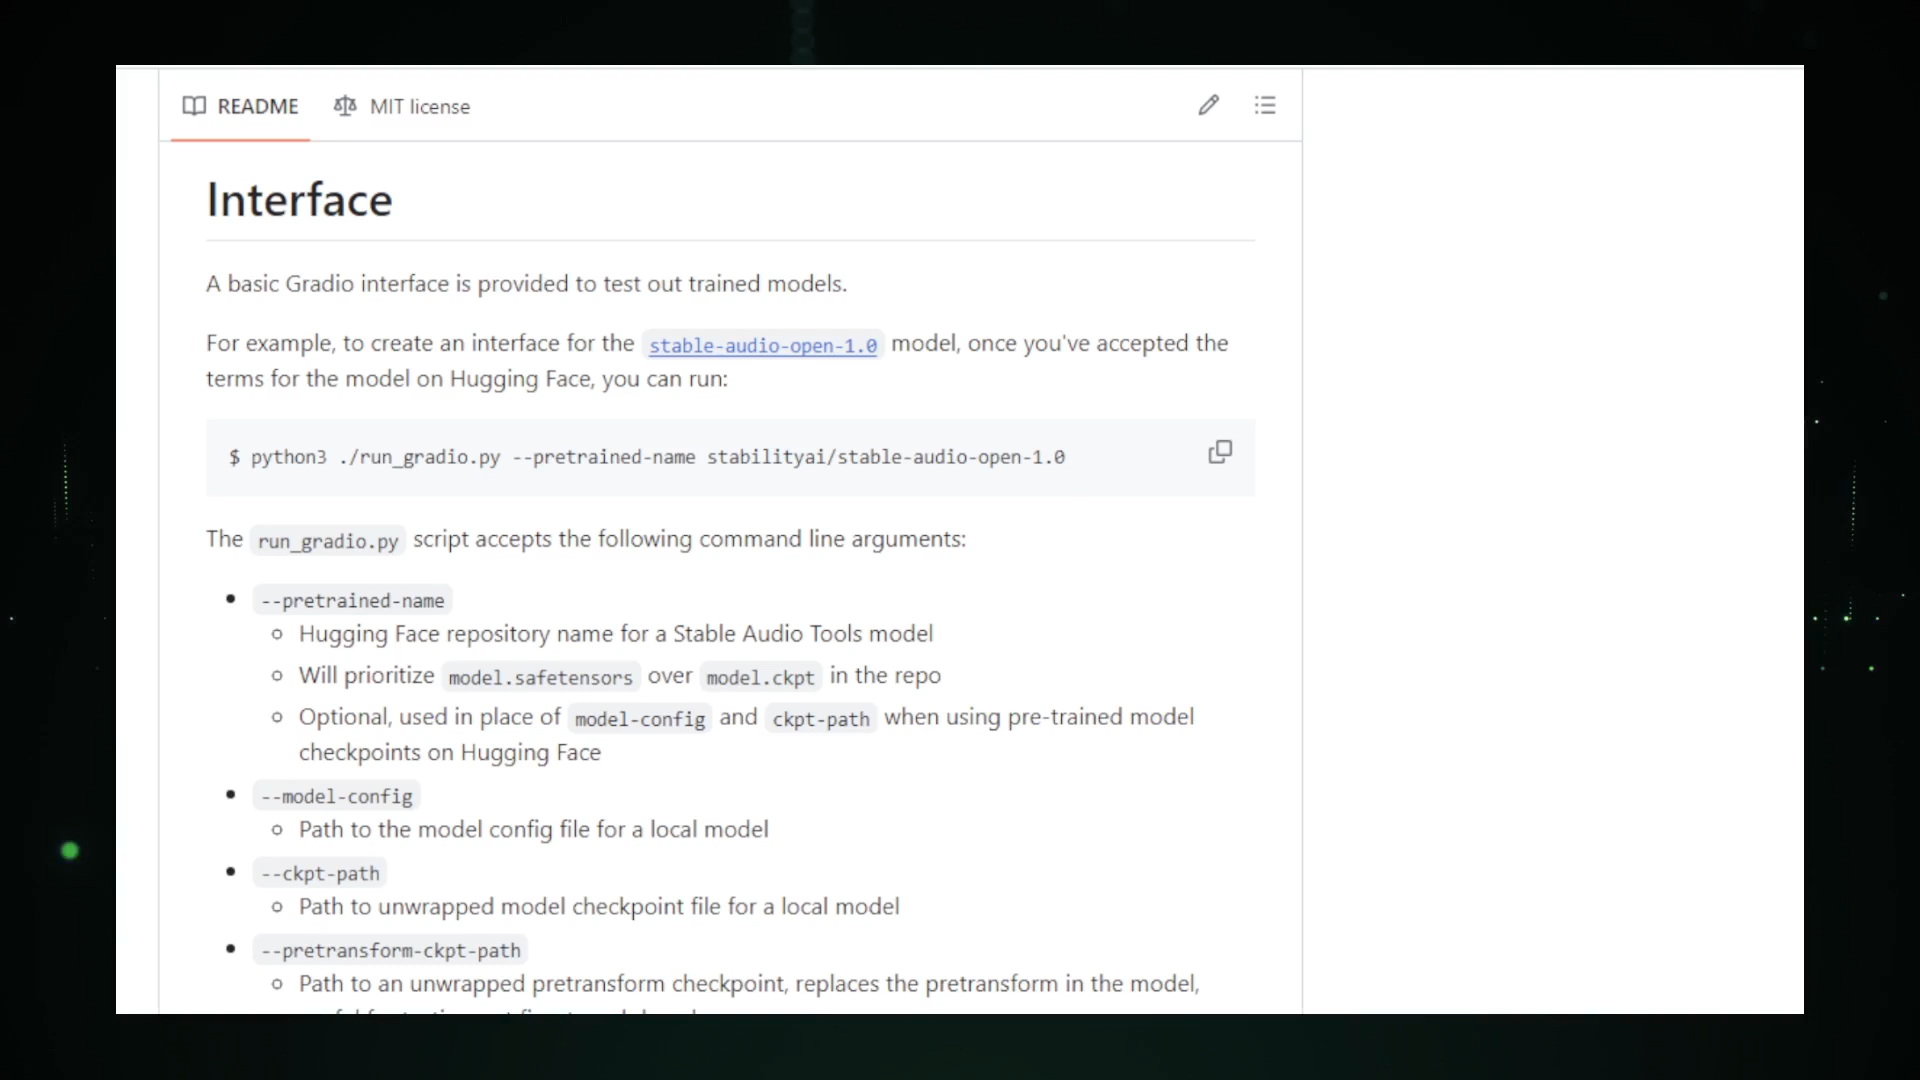 README MIT license
Interface
A basic Gradio interface is provided to test out trained models.
For example, to create an interface for the stable-audio-open-1.0 model, once you've accepted the
terms for the model on Hugging Face, you can run:
$ python3 ./run_gradio.py --pretrained-name stabilityai/stable-audio-open-1.0
The run_gradio.py script accepts the following command line arguments:
• --pretrained-name
○ Hugging Face repository name for a Stable Audio Tools model
○ Will prioritize model.safetensors over model.ckpt in the repo
○ Optional, used in place of model-config and ckpt-path when using pre-trained model
checkpoints on Hugging Face
• --model-config
○ Path to the model config file for a local model
• --ckpt-path
○ Path to unwrapped model checkpoint file for a local model
• --pretransform-ckpt-path
○ Path to an unwrapped pretransform checkpoint, replaces the pretransform in the model,